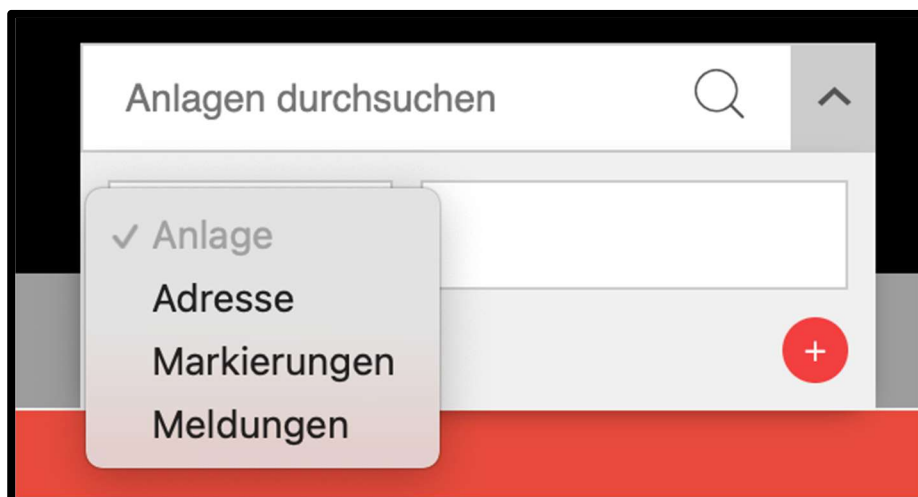 Anlagen durchsuchen
Anlage
Adresse
Markierungen
Meldungen